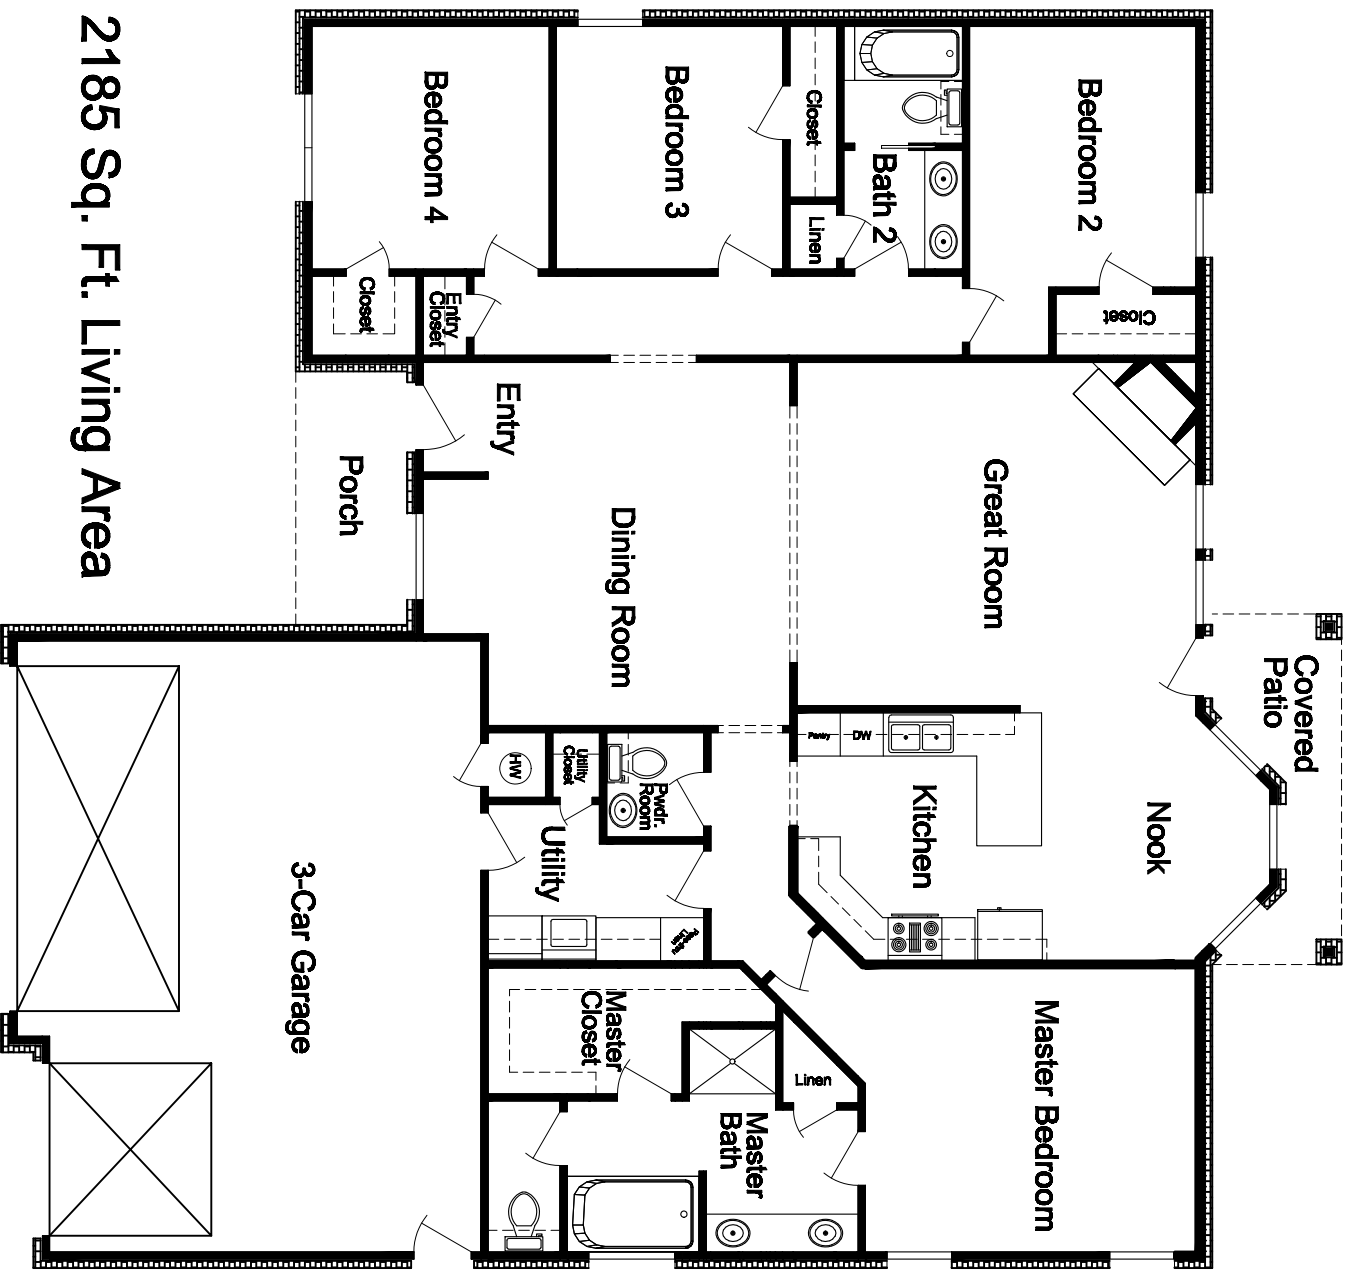 Covered
Patio
Bedroom 2
Closet
Great Room
Nook
Master Bedroom
Bath 2
Closet
Linen
Kitchen
Pantry
DW
Linen
Bedroom 3
Dining Room
Pwdr.
Room
Master
Bath
Utility
Closet
HW
Utility
Master
Closet
Bedroom 4
Closet
Entry
Closet
Entry
Porch
3-Car Garage
2185 Sq. Ft. Living Area